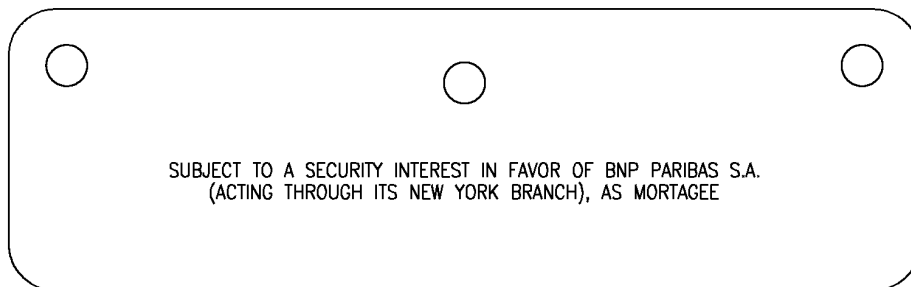 SUBJECT TO A SECURITY INTEREST IN FAVOR OF BNP PARIBAS S.A.
(ACTING THROUGH ITS NEW YORK BRANCH), AS MORTAGEE